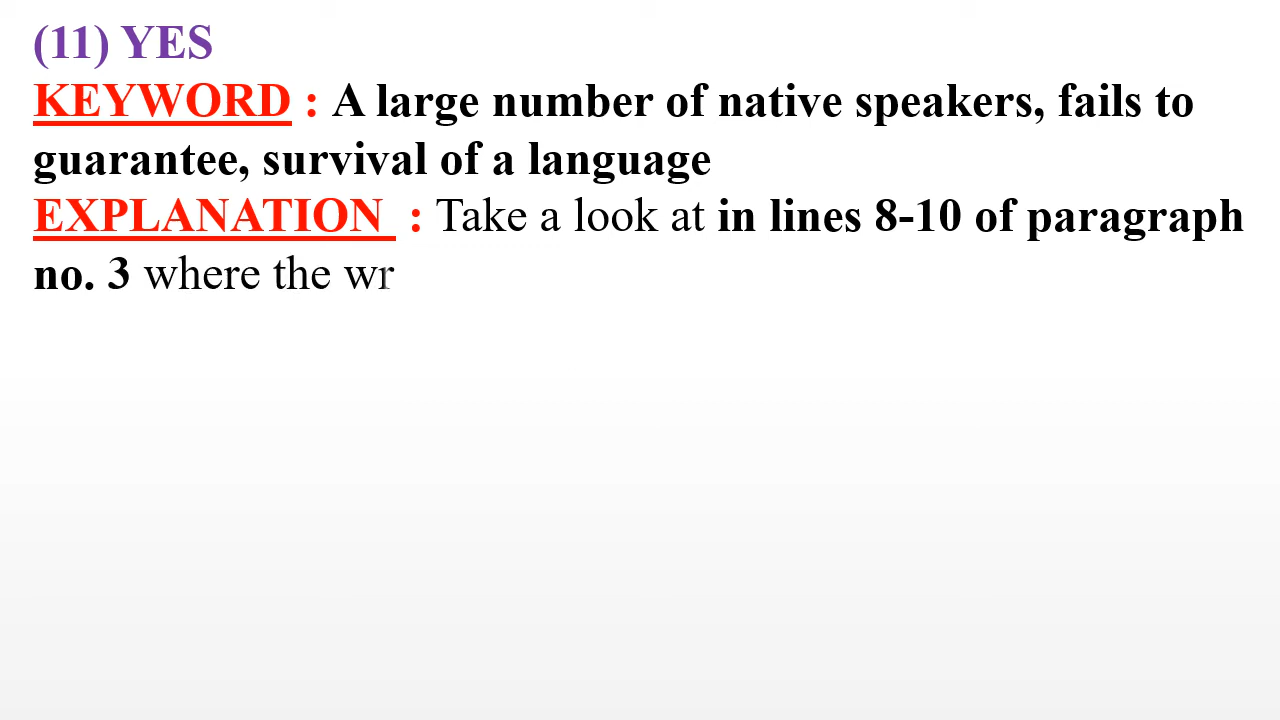 (11) YES
KEYWORD : A large number of native speakers, fails to
guarantee, survival of a language
EXPLANATION : Take a look at in lines 8-10 of paragraph
no. 3 where the wr